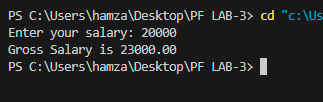 PS C:\Users\hamza\Desktop\PF LAB-3> cd "c:\Us
Enter your salary: 20000
Gross Salary is 23000.00
PS C:\Users\hamza\Desktop\PF LAB-3>